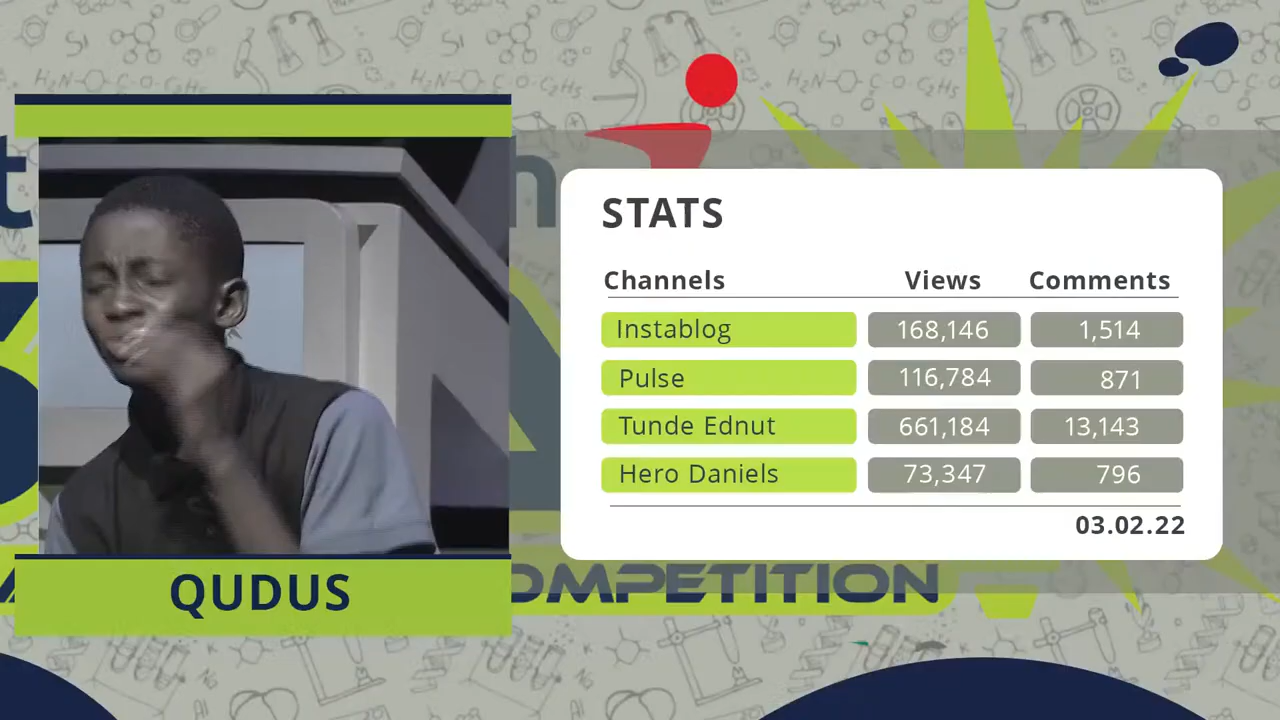 STATS
Channels Views Comments
Instablog 168,146 1,514
Pulse 116,784 871
Tunde Ednut 661,184 13,143
Hero Daniels 73,347 796
03.02.22
QUDUS
OMPETITION